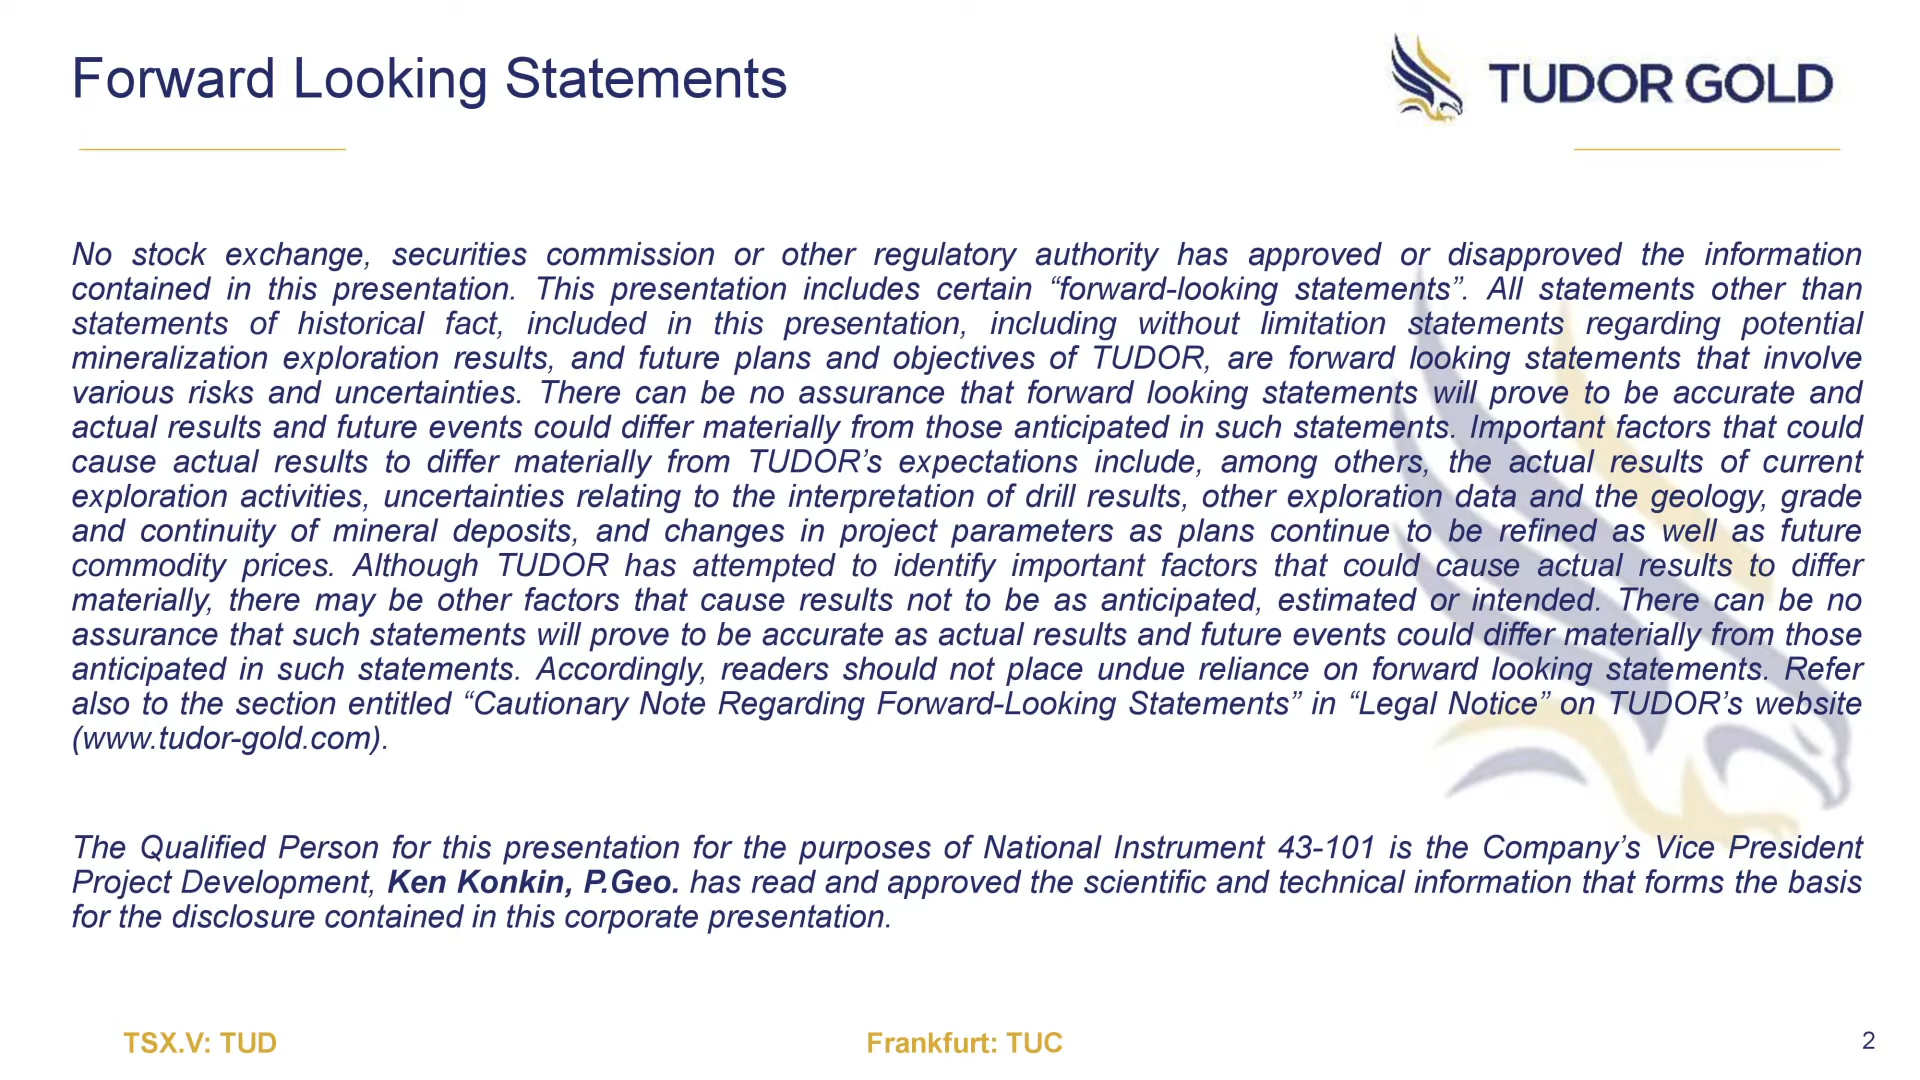 Forward Looking Statements
TUDOR GOLD
No stock exchange, securities commission or other regulatory authority has approved or disapproved the information
contained in this presentation. This presentation includes certain “forward-looking statements”. All statements other than
statements of historical fact, included in this presentation, including without limitation statements regarding potential
mineralization exploration results, and future plans and objectives of TUDOR, are forward looking statements that involve
various risks and uncertainties. There can be no assurance that forward looking statements will prove to be accurate and
actual results and future events could differ materially from those anticipated in such statements. Important factors that could
cause actual results to differ materially from TUDOR’s expectations include, among others, the actual results of current
exploration activities, uncertainties relating to the interpretation of drill results, other exploration data and the geology, grade
and continuity of mineral deposits, and changes in project parameters as plans continue to be refined as well as future
commodity prices. Although TUDOR has attempted to identify important factors that could cause actual results to differ
materially, there may be other factors that cause results not to be as anticipated, estimated or intended. There can be no
assurance that such statements will prove to be accurate as actual results and future events could differ materially from those
anticipated in such statements. Accordingly, readers should not place undue reliance on forward looking statements. Refer
also to the section entitled “Cautionary Note Regarding Forward-Looking Statements” in “Legal Notice” on TUDOR’s website
(www.tudor-gold.com).
The Qualified Person for this presentation for the purposes of National Instrument 43-101 is the Company’s Vice President
Project Development, Ken Konkin, P.Geo. has read and approved the scientific and technical information that forms the basis
for the disclosure contained in this corporate presentation.
TSX.V: TUD
Frankfurt: TUC
2